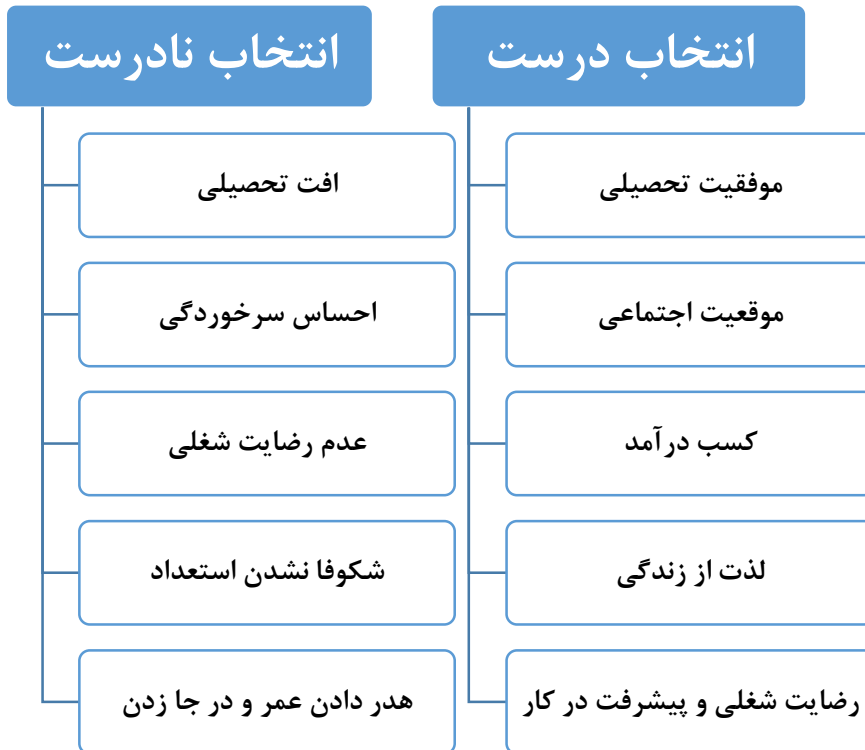 انتخاب درست
موفقیت تحصیلی
موقعیت اجتماعی
کسب درآمد
لذت از زندگی
رضایت شغلی و پیشرفت در کار
انتخاب نادرست
افت تحصیلی
احساس سرخوردگی
عدم رضایت شغلی
شکوفا نشدن استعداد
هدر دادن عمر و در جا زدن